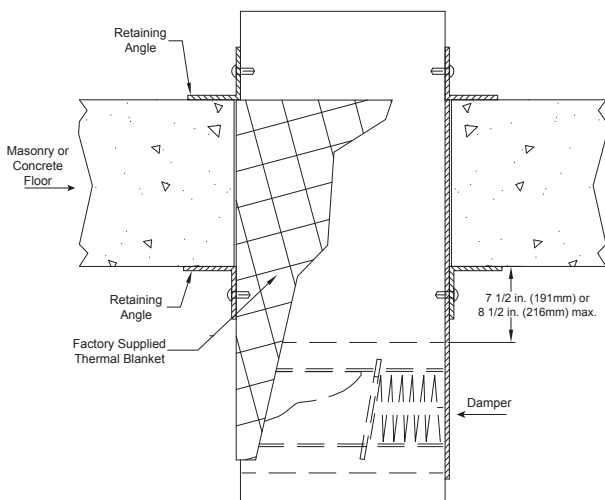 Retaining
Angle
Masonry or
Concrete
Floor
Retaining
Angle
7 1/2 in. (191mm) or
8 1/2 in. (216mm) max.
Factory Supplied
Thermal Blanket
Damper